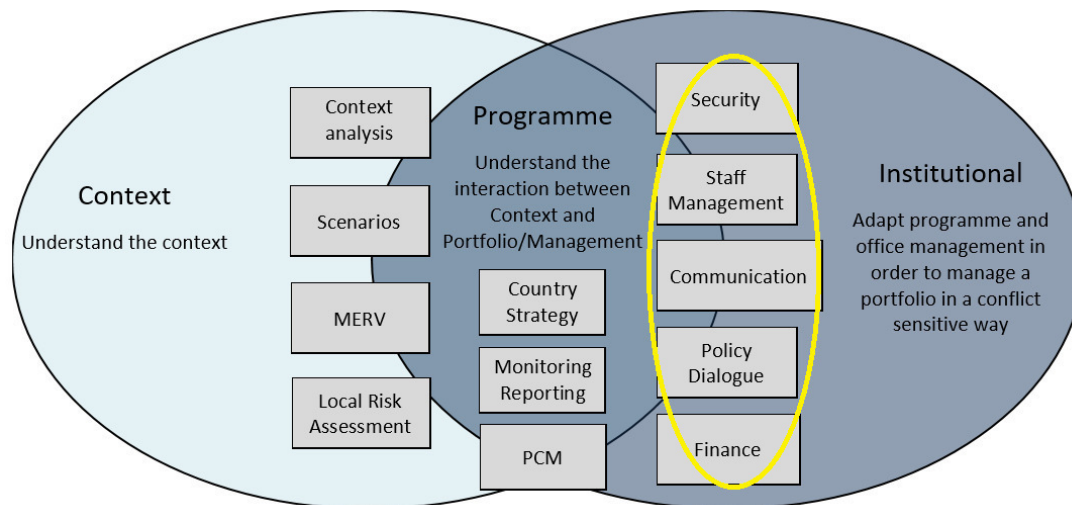 Context
Understand the context
Context
analysis
Scenarios
MERV
Local Risk
Assessment
Programme
Understand the
interaction between
Context and
Portfolio/Management
Country
Strategy
Monitoring
Reporting
PCM
Security
Staff
Management
Communication
Policy
Dialogue
Finance
Institutional
Adapt programme and
office management in
order to manage a
portfolio in a conflict
sensitive way